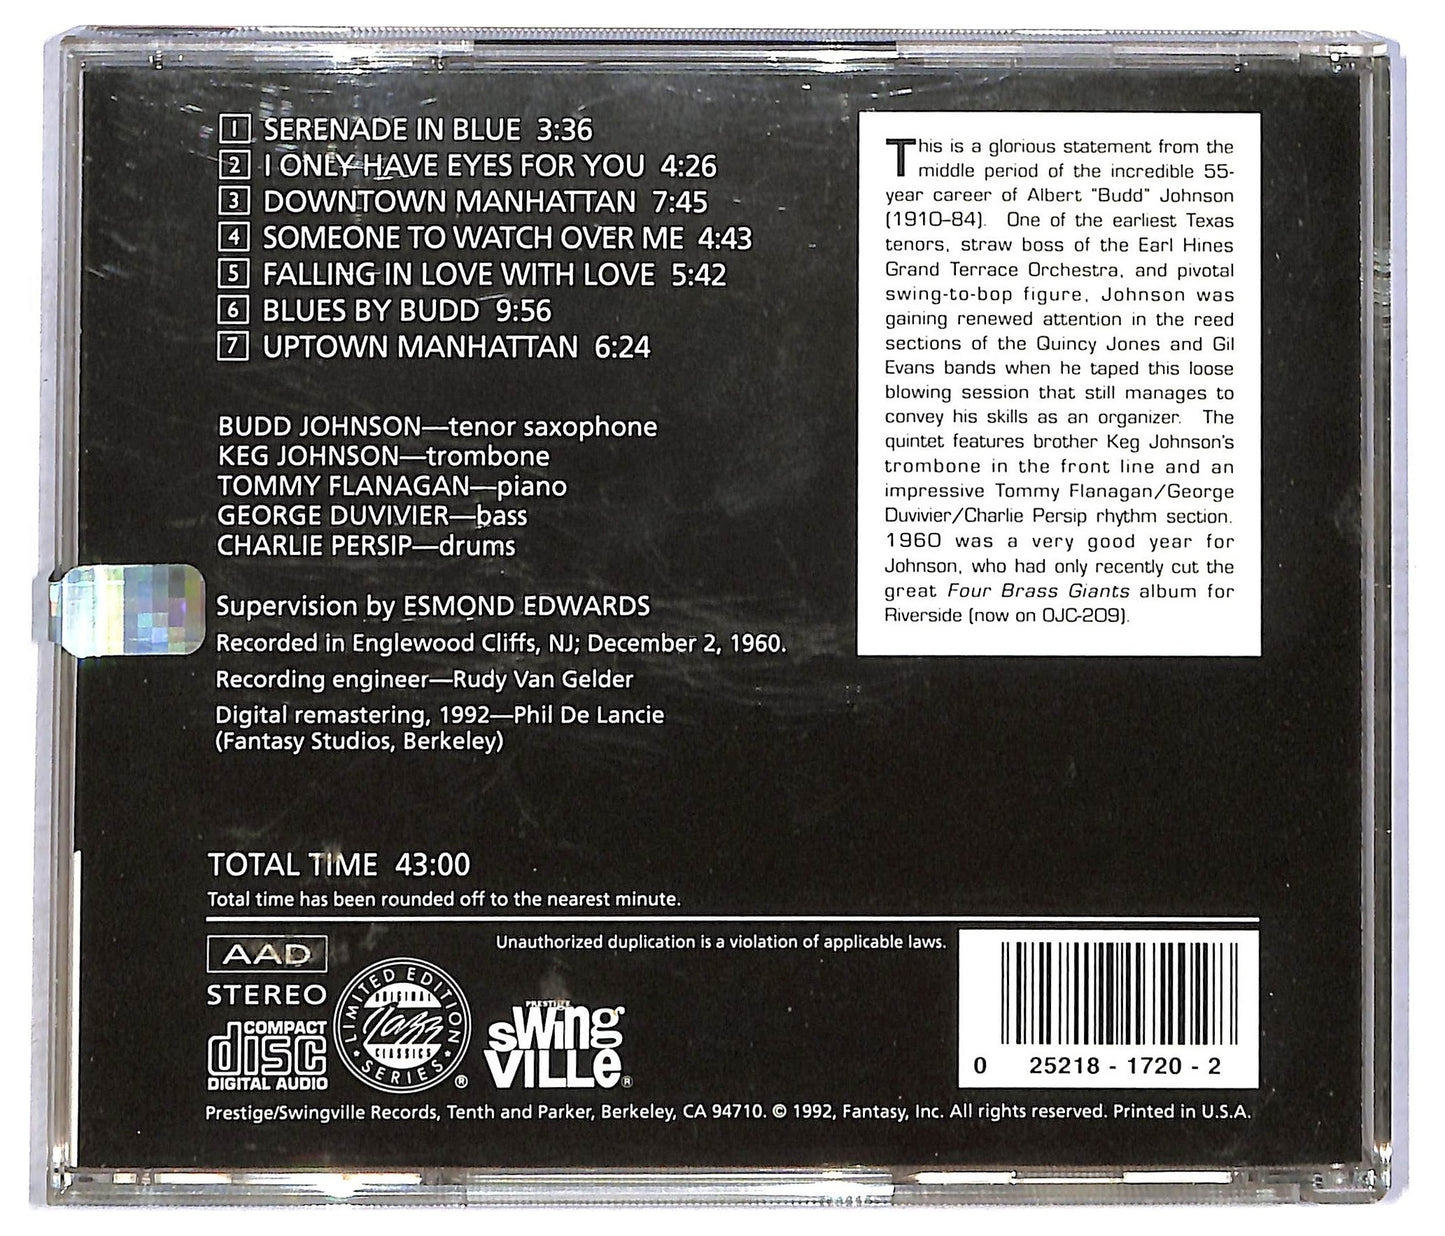 1 SERENADE IN BLUE 3:36
2 I ONLY HAVE EYES FOR YOU 4:26
3 DOWNTOWN MANHATTAN 7:45
4 SOMEONE TO WATCH OVER ME 4:43
5 FALLING IN LOVE WITH LOVE 5:42
6 BLUES BY BUDD 9:56
7 UPTOWN MANHATTAN 6:24
BUDD JOHNSON—tenor saxophone
KEG JOHNSON—trombone
TOMMY FLANAGAN—piano
GEORGE DUVIVIER—bass
CHARLIE PERSIP—drums
Supervision by ESMOND EDWARDS
Recorded in Englewood Cliffs, NJ; December 2, 1960.
Recording engineer—Rudy Van Gelder
Digital remastering, 1992—Phil De Lancie
(Fantasy Studios, Berkeley)
This is a glorious statement from the
middle period of the incredible 55-
year career of Albert "Budd" Johnson
(1910–84). One of the earliest Texas
tenors, straw boss of the Earl Hines
Grand Terrace Orchestra, and pivotal
swing-to-bop figure, Johnson was
gaining renewed attention in the reed
sections of the Quincy Jones and Gil
Evans bands when he taped this loose
blowing session that still manages to
convey his skills as an organizer. The
quintet features brother Keg Johnson's
trombone in the front line and an
impressive Tommy Flanagan/George
Duvivier/Charlie Persip rhythm section.
1960 was a very good year for
Johnson, who had only recently cut the
great Four Brass Giants album for
Riverside (now on OJC-209).
TOTAL TIME 43:00
Total time has been rounded off to the nearest minute.
Unauthorized duplication is a violation of applicable laws.
AAD
STEREO
COMPACT
disc
DIGITAL AUDIO
LIMITED EDITION
ORIGINAL
Jazz
CLASSICS
SERIES ®
PRESTIGE
sWing
VILLe®
0 25218 - 1720 - 2
Prestige/Swingville Records, Tenth and Parker, Berkeley, CA 94710. © 1992, Fantasy, Inc. All rights reserved. Printed in U.S.A.